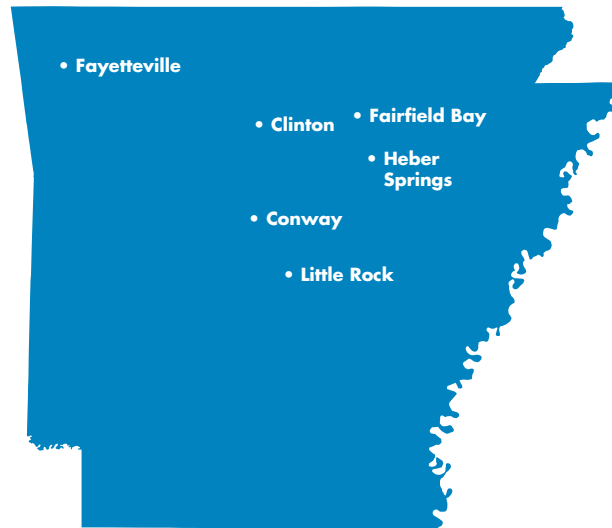 • Fayetteville
• Fairfield Bay
• Clinton
• Heber
Springs
• Conway
• Little Rock